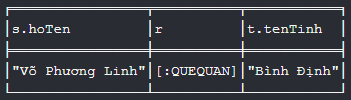 s.hoTen r t.tenTinh
"Võ Phương Linh" [:QUEQUAN] "Bình Định"